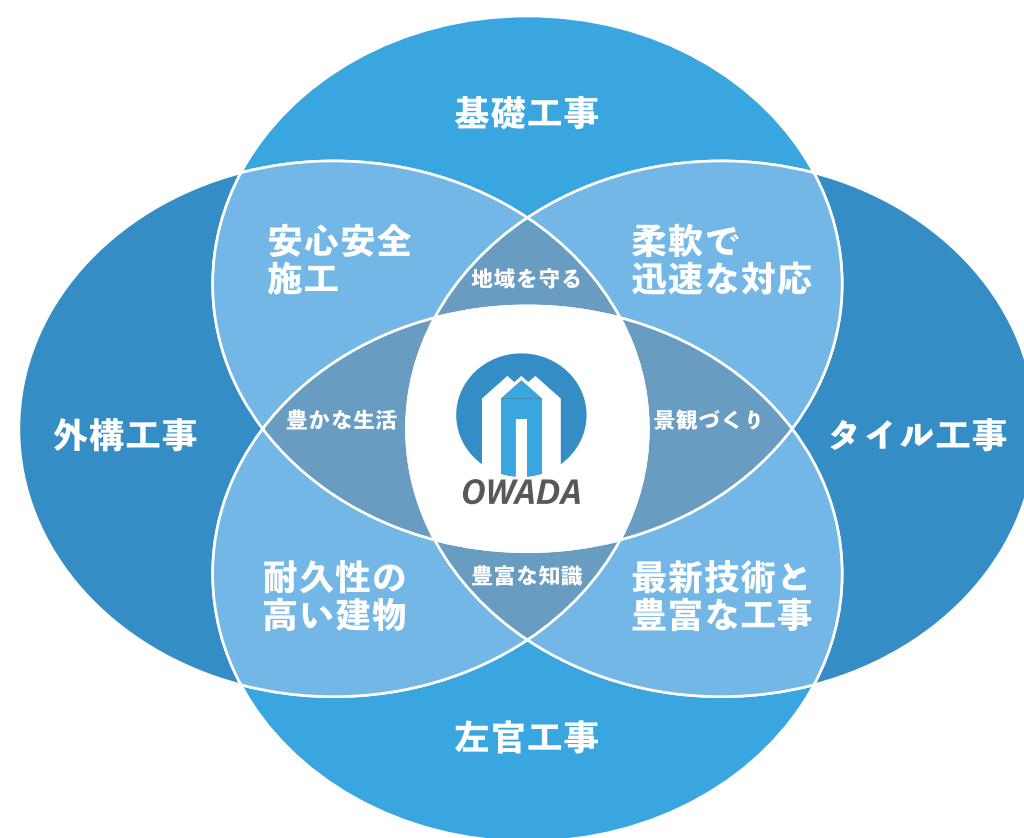 基礎工事
安心安全
施工
柔軟で
迅速な対応
地域を守る
外構工事
豊かな生活
景観づくり
タイル工事
OWADA
耐久性の
高い建物
豊富な知識
最新技術と
豊富な工事
左官工事